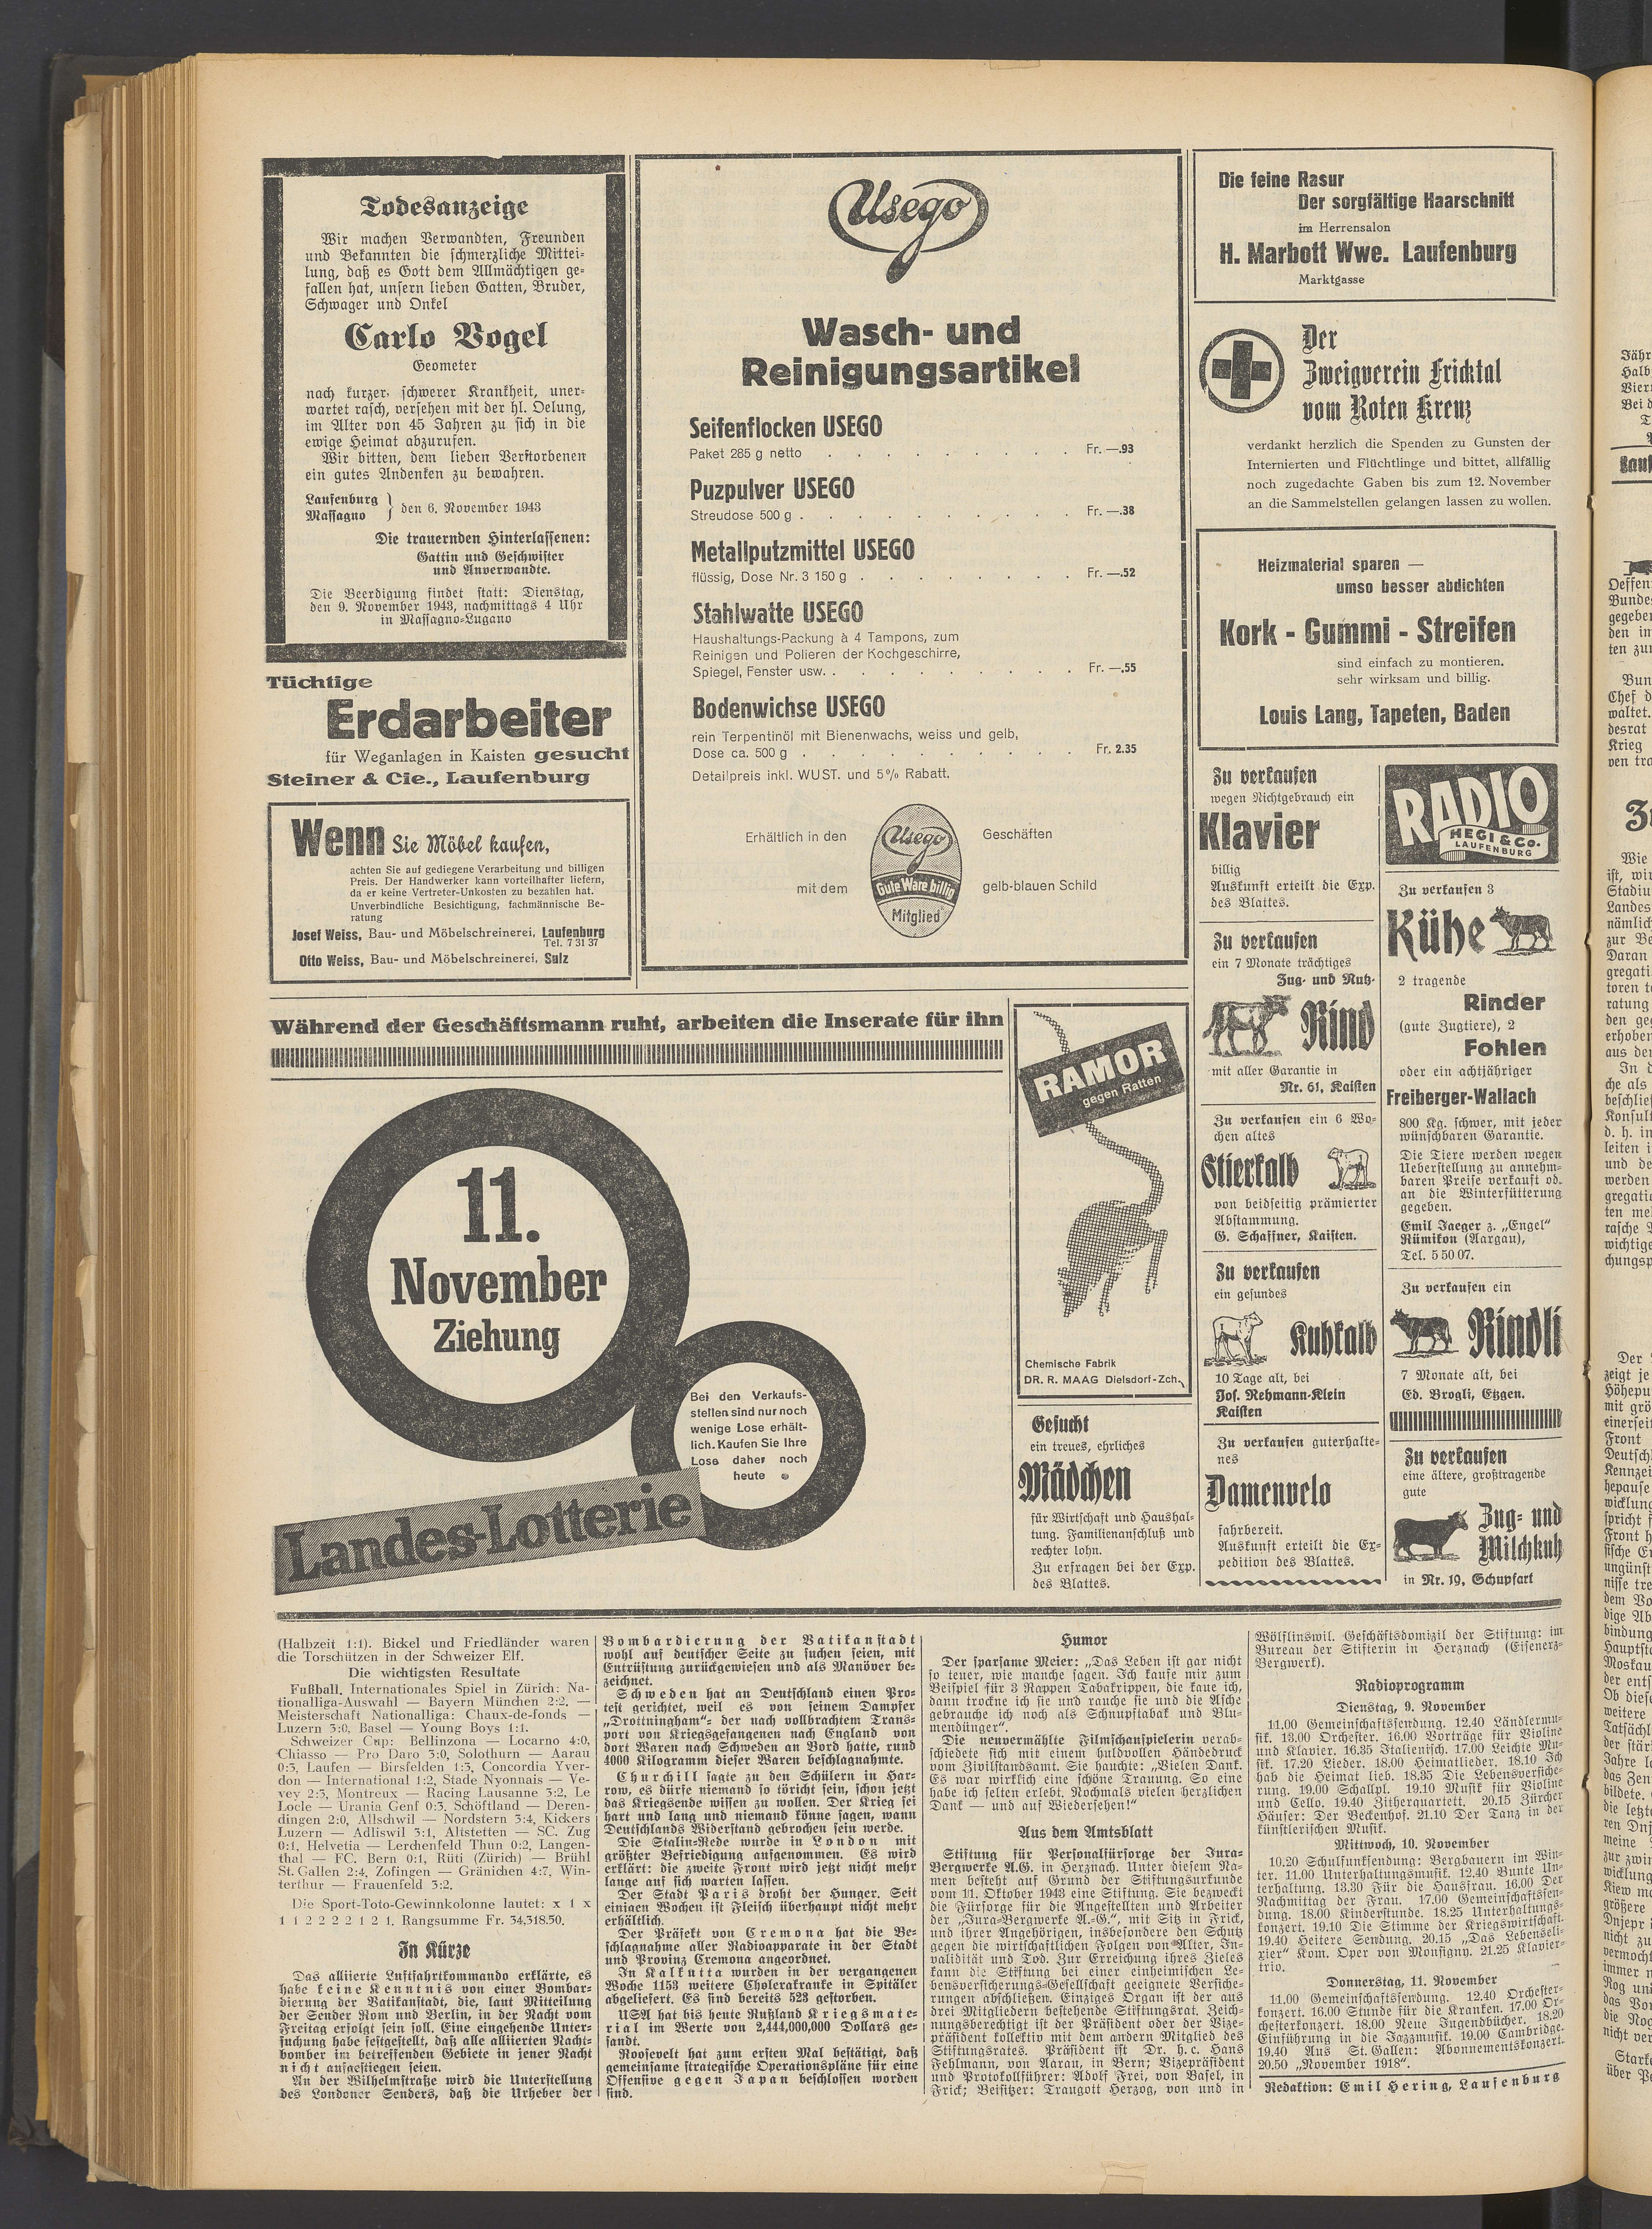 Todesanzeige
Wir machen Verwandten, Freunden
und Bekannten die schmerzliche Mittei-
lung, daß es Gott dem Allmächtigen ge-
fallen hat, unsern lieben Gatten, Bruder,
Schwager und Onkel
Carlo Vogel
Geometer
nach kurzer, schwerer Krankheit, uner-
wartet rasch, versehen mit der hl. Oelung,
im Alter von 45 Jahren zu sich in die
ewige Heimat abzurufen.
Wir bitten, dem lieben Verstorbenen
ein gutes Andenken zu bewahren.
Laufenburg
Massagno } den 6. November 1943
Die trauernden Hinterlassenen:
Gattin und Geschwister
und Anverwandte.
Die Beerdigung findet statt: Dienstag,
den 9. November 1943, nachmittags 4 Uhr
in Massagno-Lugano
Tüchtige
Erdarbeiter
für Weganlagen in Kaisten gesucht
Steiner & Cie., Laufenburg
Wenn Sie Möbel kaufen,
achten Sie auf gediegene Verarbeitung und billigen
Preis. Der Handwerker kann vorteilhafter liefern,
da er keine Vertreter-Unkosten zu bezahlen hat.
Unverbindliche Besichtigung, fachmännische Be-
ratung
Josef Weiss, Bau- und Möbelschreinerei, Laufenburg
Tel. 7 31 37
Otto Weiss, Bau- und Möbelschreinerei, Sulz
Usego
Wasch- und
Reinigungsartikel
Seifenflocken USEGO
Paket 285 g netto . . . . . . . . . Fr. —.93
Puzpulver USEGO
Streudose 500 g . . . . . . . . . . Fr. —.38
Metallputzmittel USEGO
flüssig, Dose Nr. 3 150 g . . . . . . . . Fr. —.52
Stahlwatte USEGO
Haushaltungs-Packung à 4 Tampons, zum
Reinigen und Polieren der Kochgeschirre,
Spiegel, Fenster usw. . . . . . . . . . Fr. —.55
Bodenwichse USEGO
rein Terpentinöl mit Bienenwachs, weiss und gelb,
Dose ca. 500 g . . . . . . . . . . Fr. 2.35
Detailpreis inkl. WUST. und 5% Rabatt.
Erhältlich in den
Usego
Geschäften
mit dem
Gute Ware billig
gelb-blauen Schild
Mitglied
Die feine Rasur
Der sorgfältige Haarschnitt
im Herrensalon
H. Marbott Wwe. Laufenburg
Marktgasse
Der
Zweigverein Fricktal
vom Roten Kreuz
verdankt herzlich die Spenden zu Gunsten der
Internierten und Flüchtlinge und bittet, allfällig
noch zugedachte Gaben bis zum 12. November
an die Sammelstellen gelangen lassen zu wollen.
Heizmaterial sparen —
umso besser abdichten
Kork - Gummi - Streifen
sind einfach zu montieren.
sehr wirksam und billig.
Louis Lang, Tapeten, Baden
Zu verkaufen
wegen Nichtgebrauch ein
Klavier
billig
Auskunft erteilt die Exp.
des Blattes.
Zu verkaufen
ein 7 Monate trächtiges
Zug- und Nutz-
Rind
mit aller Garantie in
Nr. 61, Kaisten
Zu verkaufen ein 6 Wo-
chen altes
Stierkalb
von beidseitig prämierter
Abstammung.
G. Schaffner, Kaisten.
Zu verkaufen
ein gesundes
Kuhkalb
10 Tage alt, bei
Jos. Rehmann-Klein
Kaisten
Zu verkaufen guterhalte-
nes
Damenvelo
fahrbereit.
Auskunft erteilt die Ex-
pedition des Blattes.
RADIO
HEGI & Co.
LAUFENBURG
Zu verkaufen 3
Kühe
2 tragende
Rinder
(gute Zugtiere), 2
Fohlen
oder ein achtjähriger
Freiberger-Wallach
800 Kg. schwer, mit jeder
wünschbaren Garantie.
Die Tiere werden wegen
Ueberstellung zu annehm-
baren Preise verkauft od.
an die Winterfütterung
gegeben.
Emil Jaeger z. „Engel“
Rümikon (Aargau),
Tel. 5 50 07.
Zu verkaufen ein
Rindli
7 Monate alt, bei
Ed. Brogli, Etzgen.
Zu verkaufen
eine ältere, großtragende
gute
Zug- und
Milchkuh
in Nr. 19, Schupfart
Während der Geschäftsmann ruht, arbeiten die Inserate für ihn
11.
November
Ziehung
Bei den Verkaufs-
stellen sind nur noch
wenige Lose erhält-
lich. Kaufen Sie Ihre
Lose daher noch
heute
Landes-Lotterie
RAMOR
gegen Ratten
Chemische Fabrik
DR. R. MAAG Dielsdorf-Zch.
Gesucht
ein treues, ehrliches
Mädchen
für Wirtschaft und Haushal-
tung. Familienanschluß und
rechter lohn.
Zu erfragen bei der Exp.
des Blattes.
(Halbzeit 1:1). Bickel und Friedländer waren
die Torschützen in der Schweizer Elf.
Die wichtigsten Resultate
Fußball. Internationales Spiel in Zürich: Na-
tionalliga-Auswahl — Bayern München 2:2. —
Meisterschaft Nationalliga: Chaux-de-fonds —
Luzern 3:0, Basel — Young Boys 1:1.
Schweizer Cup: Bellinzona — Locarno 4:0,
Chiasso — Pro Daro 3:0, Solothurn — Aarau
0:3, Laufen — Birsfelden 1:3, Concordia Yver-
don — International 1:2, Stade Nyonnais — Ve-
vey 2:3, Montreux — Racing Lausanne 3:2, Le
Locle — Urania Genf 0:3, Schöftland — Deren-
dingen 2:0, Allschwil — Nordstern 3:4, Kickers
Luzern — Adliswil 3:1, Altstetten — SC. Zug
0:1, Helvetia — Lerchenfeld Thun 0:2, Langen-
thal — FC. Bern 0:1, Rüti (Zürich) — Brühl
St. Gallen 2:4, Zofingen — Gränichen 4:7, Win-
terthur — Frauenfeld 3:2.
Die Sport-Toto-Gewinnkolonne lautet: x 1 x
1 1 2 2 2 2 1 2 1. Rangsumme Fr. 34,318.50.
In Kürze
Das alliierte Luftfahrtkommando erklärte, es
habe keine Kenntnis von einer Bombar-
dierung der Vatikanstadt, die, laut Mitteilung
der Sender Rom und Berlin, in der Nacht vom
Freitag erfolgt sein soll. Eine eingehende Unter-
suchung habe festgestellt, daß alle alliierten Nacht-
bomber im betreffenden Gebiete in jener Nacht
nicht aufgestiegen seien.
An der Wilhelmstraße wird die Unterstellung
des Londoner Senders, daß die Urheber der
Bombardierung der Vatikanstadt
wohl auf deutscher Seite zu suchen seien, mit
Entrüstung zurückgewiesen und als Manöver be-
zeichnet.
Schweden hat an Deutschland einen Pro-
test gerichtet, weil es von seinem Dampfer
„Drottningham“= der nach vollbrachtem Trans-
port von Kriegsgefangenen nach England von
dort Waren nach Schweden an Bord hatte, rund
4000 Kilogramm dieser Waren beschlagnahmte.
Churchill sagte zu den Schülern in Har-
row, es dürfe niemand so töricht sein, schon jetzt
das Kriegsende wissen zu wollen. Der Krieg sei
hart und lang und niemand könne sagen, wann
Deutschlands Widerstand gebrochen sein werde.
Die Stalin-Rede wurde in London mit
größter Befriedigung aufgenommen. Es wird
erklärt: die zweite Front wird jetzt nicht mehr
lange auf sich warten lassen.
Der Stadt Paris droht der Hunger. Seit
einigen Wochen ist Fleisch überhaupt nicht mehr
erhältlich.
Der Präfekt von Cremona hat die Be-
schlagnahme aller Radioapparate in der Stadt
und Provinz Cremona angeordnet.
In Kalkutta wurden in der vergangenen
Woche 1153 weitere Cholerakranke in Spitäler
abgeliefert. Es sind bereits 523 gestorben.
USA hat bis heute Rußland Kriegsmate-
rial im Werte von 2,444,000,000 Dollars ge-
sandt.
Roosevelt hat zum ersten Mal bestätigt, daß
gemeinsame strategische Operationspläne für eine
Offensive gegen Japan beschlossen worden
sind.
Humor
Der sparsame Meier: „Das Leben ist gar nicht
so teuer, wie manche sagen. Ich kaufe mir zum
Beispiel für 3 Rappen Tabakrippen, die kaue ich,
dann trockne ich sie und rauche sie und die Asche
gebrauche ich noch als Schnupftabak und Blu-
mendünger“.
Die neuvermählte Filmschauspielerin verab-
schiedete sich mit einem huldvollen Händedruck
vom Zivilstandsamt. Sie hauchte: „Vielen Dank.
Es war wirklich eine schöne Trauung. So eine
habe ich selten erlebt. Nochmals vielen herzlichen
Dank — und auf Wiedersehen!“
Aus dem Amtsblatt
Stiftung für Personalfürsorge der Jura-
Bergwerke A.G. in Herznach. Unter diesem Na-
men besteht auf Grund der Stiftungsurkunde
vom 11. Oktober 1943 eine Stiftung. Sie bezweckt
die Fürsorge für die Angestellten und Arbeiter
der „Jura-Bergwerke A.-G.“, mit Sitz in Frick,
und ihrer Angehörigen, insbesondere den Schutz
gegen die wirtschaftlichen Folgen von Alter, In-
validität und Tod. Zur Erreichung ihres Zieles
kann die Stiftung bei einer einheimischen Le-
bensversicherungs-Gesellschaft geeignete Versiche-
rungen abschließen. Einziges Organ ist der aus
drei Mitgliedern bestehende Stiftungsrat. Zeich-
nungsberechtigt ist der Präsident oder der Vize-
präsident kollektiv mit dem andern Mitglied des
Stiftungsrates. Präsident ist Dr. h. c. Hans
Fehlmann, von Aarau, in Bern; Vizepräsident
und Protokollführer: Adolf Frei, von Basel, in
Frick; Beisitzer: Traugott Herzog, von und in
Wölflinswil. Geschäftsdomizil der Stiftung: im
Bureau der Stifterin in Herznach (Eisenerz-
Bergwerk).
Radioprogramm
Dienstag, 9. November
11.00 Gemeinschaftssendung. 12.40 Ländlermu-
sik. 13.00 Orchester. 16.00 Vorträge für Violine
und Klavier. 16.35 Italienisch. 17.00 Leichte Mu-
sik. 17.20 Lieder. 18.00 Heimatlieder. 18.10 Ich
hab die Heimat lieb. 18.35 Die Lebensversiche-
rung. 19.00 Schallpl. 19.10 Musik für Violine
und Cello. 19.40 Zitherquartett. 20.15 Zürcher
Häuser: Der Beckenhof. 21.10 Der Tanz in der
künstlerischen Musik.
Mittwoch, 10. November
10.20 Schulfunksendung: Bergbauern im Win-
ter. 11.00 Unterhaltungsmusik. 12.40 Bunte Un-
terhaltung. 13.30 Für die Hausfrau. 16.00 Der
Nachmittag der Frau. 17.00 Gemeinschaftssen-
dung. 18.00 Kinderstunde. 18.25 Unterhaltungs-
konzert. 19.10 Die Stimme der Kriegswirtschaft.
19.40 Heitere Sendung. 20.15 „Das Lebenseli-
xier“ Kom. Oper von Monsigny. 21.25 Klavier-
trio.
Donnerstag, 11. November
11.00 Gemeinschaftssendung. 12.40 Orchester-
konzert. 16.00 Stunde für die Kranken. 17.00 Or-
chesterkonzert. 18.00 Neue Jugendbücher. 18.20
Einführung in die Jazzmusik. 19.00 Cambridge.
19.40 Aus St. Gallen: Abonnementskonzert.
20.50 „November 1918“.
Redaktion: Emil Hering, Laufenburg